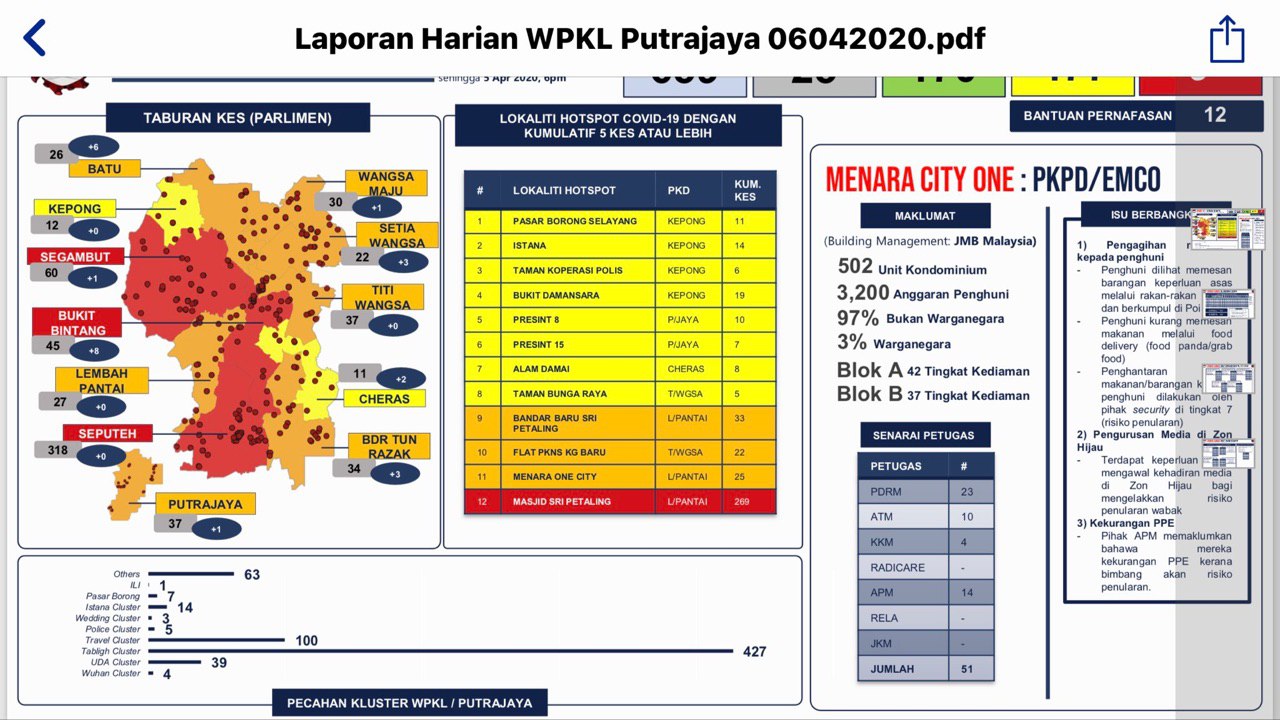 Laporan Harian WPKL Putrajaya 06042020.pdf
sehingga 5 Apr 2020, 6pm
BANTUAN PERNAFASAN 12
TABURAN KES (PARLIMEN)
26 +6
BATU
KEPONG
12 +0
SEGAMBUT
60 +1
BUKIT
BINTANG
45 +8
LEMBAH
PANTAI
27 +0
SEPUTEH
318 +0
PUTRAJAYA
37 +1
WANGSA
MAJU
30 +1
SETIA
WANGSA
22 +3
TITI
WANGSA
37 +0
11 +2
CHERAS
BDR TUN
RAZAK
34 +3
LOKALITI HOTSPOT COVID-19 DENGAN
KUMULATIF 5 KES ATAU LEBIH
# LOKALITI HOTSPOT PKD KUM. KES
1 PASAR BORONG SELAYANG KEPONG 11
2 ISTANA KEPONG 14
3 TAMAN KOPERASI POLIS KEPONG 6
4 BUKIT DAMANSARA KEPONG 19
5 PRESINT 8 P/JAYA 10
6 PRESINT 15 P/JAYA 7
7 ALAM DAMAI CHERAS 8
8 TAMAN BUNGA RAYA T/WGSA 5
9 BANDAR BARU SRI PETALING L/PANTAI 33
10 FLAT PKNS KG BARU T/WGSA 22
11 MENARA ONE CITY L/PANTAI 25
12 MASJID SRI PETALING L/PANTAI 269
Others 63
ILI 1
Pasar Borong 7
Istana Cluster 14
Wedding Cluster 3
Police Cluster 5
Travel Cluster 100
Tabligh Cluster 427
UDA Cluster 39
Wuhan Cluster 4
PECAHAN KLUSTER WPKL / PUTRAJAYA
MENARA CITY ONE : PKPD/EMCO
MAKLUMAT
(Building Management: JMB Malaysia)
502 Unit Kondominium
3,200 Anggaran Penghuni
97% Bukan Warganegara
3% Warganegara
Blok A 42 Tingkat Kediaman
Blok B 37 Tingkat Kediaman
SENARAI PETUGAS
PETUGAS #
PDRM 23
ATM 10
KKM 4
RADICARE -
APM 14
RELA -
JKM -
JUMLAH 51
ISU BERBANGK
1) Pengagihan
kepada penghuni
- Penghuni dilihat memesan
barangan keperluan asas
melalui rakan-rakan
dan berkumpul di
- Penghuni kurang memesan
makanan melalui food
delivery (food panda/grab
food)
- Penghantaran
makanan/barangan
penghuni dilakukan oleh
pihak security di tingkat 7
(risiko penularan)
2) Pengurusan Media di Zon
Hijau
- Terdapat keperluan
mengawal kehadiran media
di Zon Hijau bagi
mengelakkan risiko
penularan wabak
3) Kekurangan PPE
- Pihak APM memaklumkan
bahawa mereka
kekurangan PPE kerana
bimbang akan risiko
penularan.